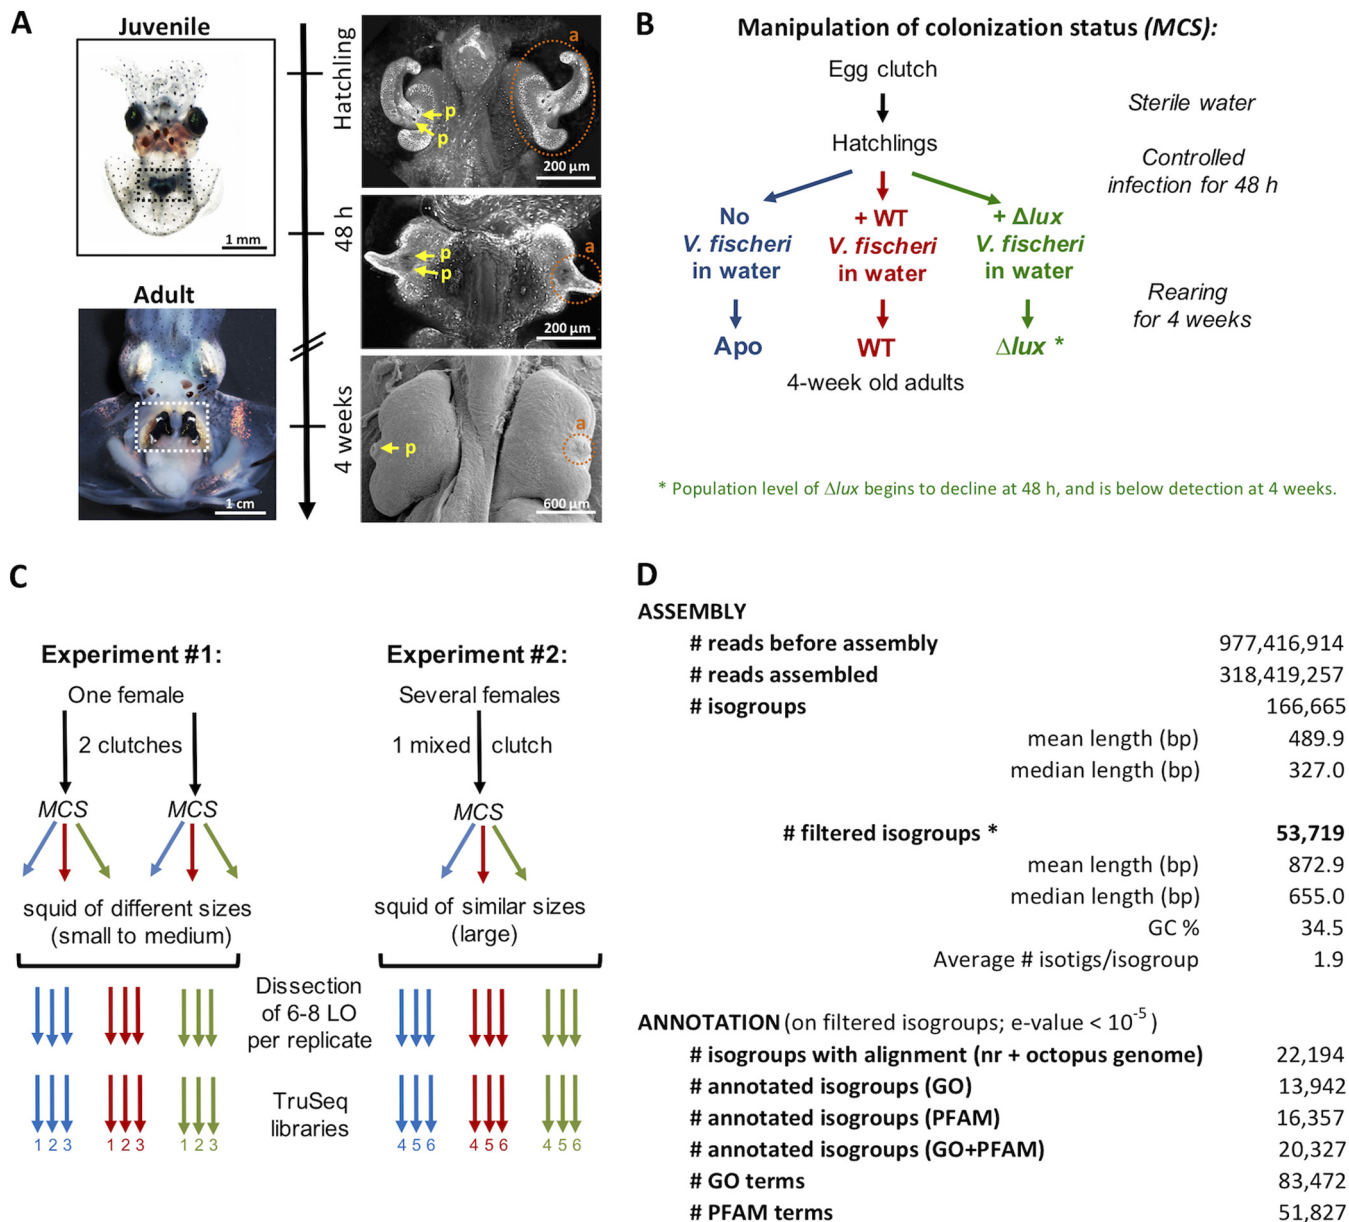 A
Juvenile
1 mm
Adult
1 cm
Hatchling
48 h
4 weeks
a
p
p
200 µm
a
p
p
200 µm
a
p
600 µm
B
Manipulation of colonization status (MCS):
Egg clutch
Sterile water
Hatchlings
Controlled
infection for 48 h
No
V. fischeri
in water
+ WT
V. fischeri
in water
+ Δlux
V. fischeri
in water
Rearing
for 4 weeks
Apo
WT
Δlux *
4-week old adults
* Population level of Δlux begins to decline at 48 h, and is below detection at 4 weeks.
C
Experiment #1:
One female
2 clutches
MCS
MCS
squid of different sizes
(small to medium)
Experiment #2:
Several females
1 mixed clutch
MCS
squid of similar sizes
(large)
Dissection
of 6-8 LO
per replicate
TruSeq
libraries
1 2 3 1 2 3 1 2 3
4 5 6 4 5 6 4 5 6
D
ASSEMBLY
# reads before assembly 977,416,914
# reads assembled 318,419,257
# isogroups 166,665
mean length (bp) 489.9
median length (bp) 327.0
# filtered isogroups * 53,719
mean length (bp) 872.9
median length (bp) 655.0
GC % 34.5
Average # isotigs/isogroup 1.9
ANNOTATION (on filtered isogroups; e-value < 10⁻⁵ )
# isogroups with alignment (nr + octopus genome) 22,194
# annotated isogroups (GO) 13,942
# annotated isogroups (PFAM) 16,357
# annotated isogroups (GO+PFAM) 20,327
# GO terms 83,472
# PFAM terms 51,827